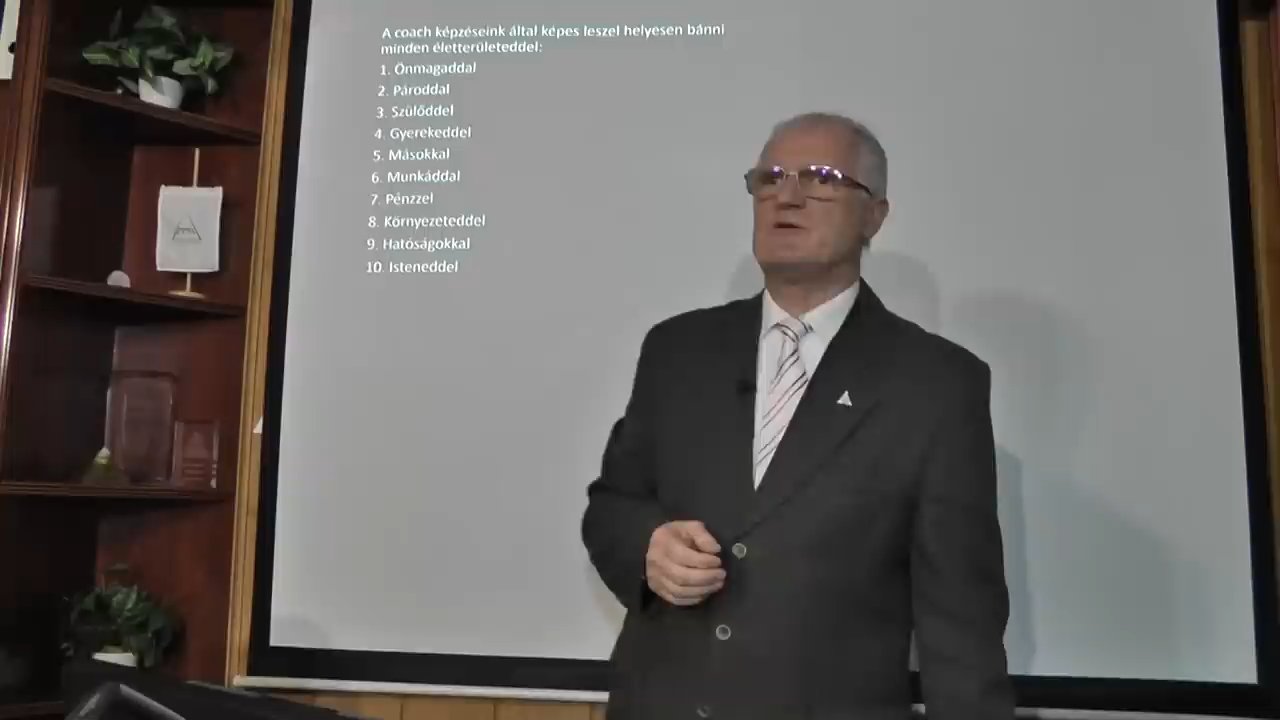 A coach képzéseink által képes leszel helyesen bánni
minden életterületeddel:
1. Önmagaddal
2. Pároddal
3. Szülőddel
4. Gyerekeddel
5. Másokkal
6. Munkáddal
7. Pénzzel
8. Környezeteddel
9. Hatóságokkal
10. Isteneddel